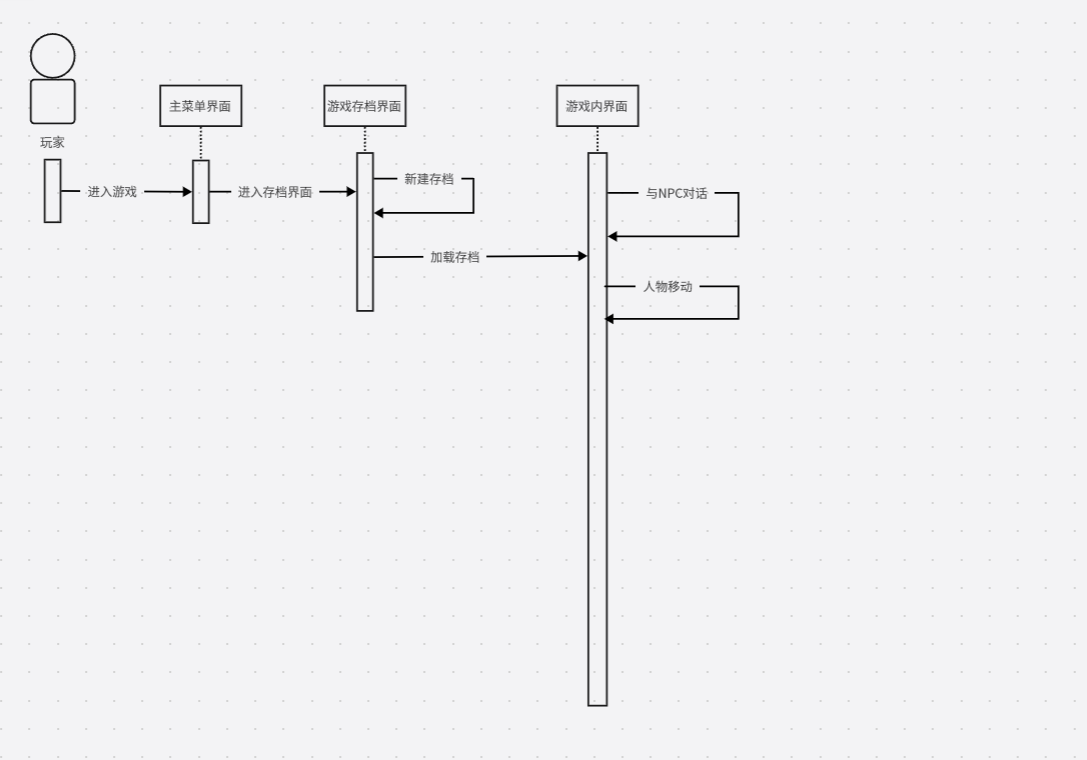 主菜单界面
游戏存档界面
游戏内界面
玩家
进入游戏
进入存档界面
新建存档
与NPC对话
加载存档
人物移动